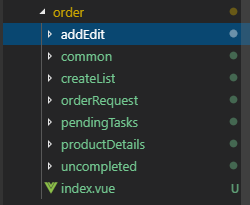 order
addEdit
common
createList
orderRequest
pendingTasks
productDetails
uncompleted
index.vue U